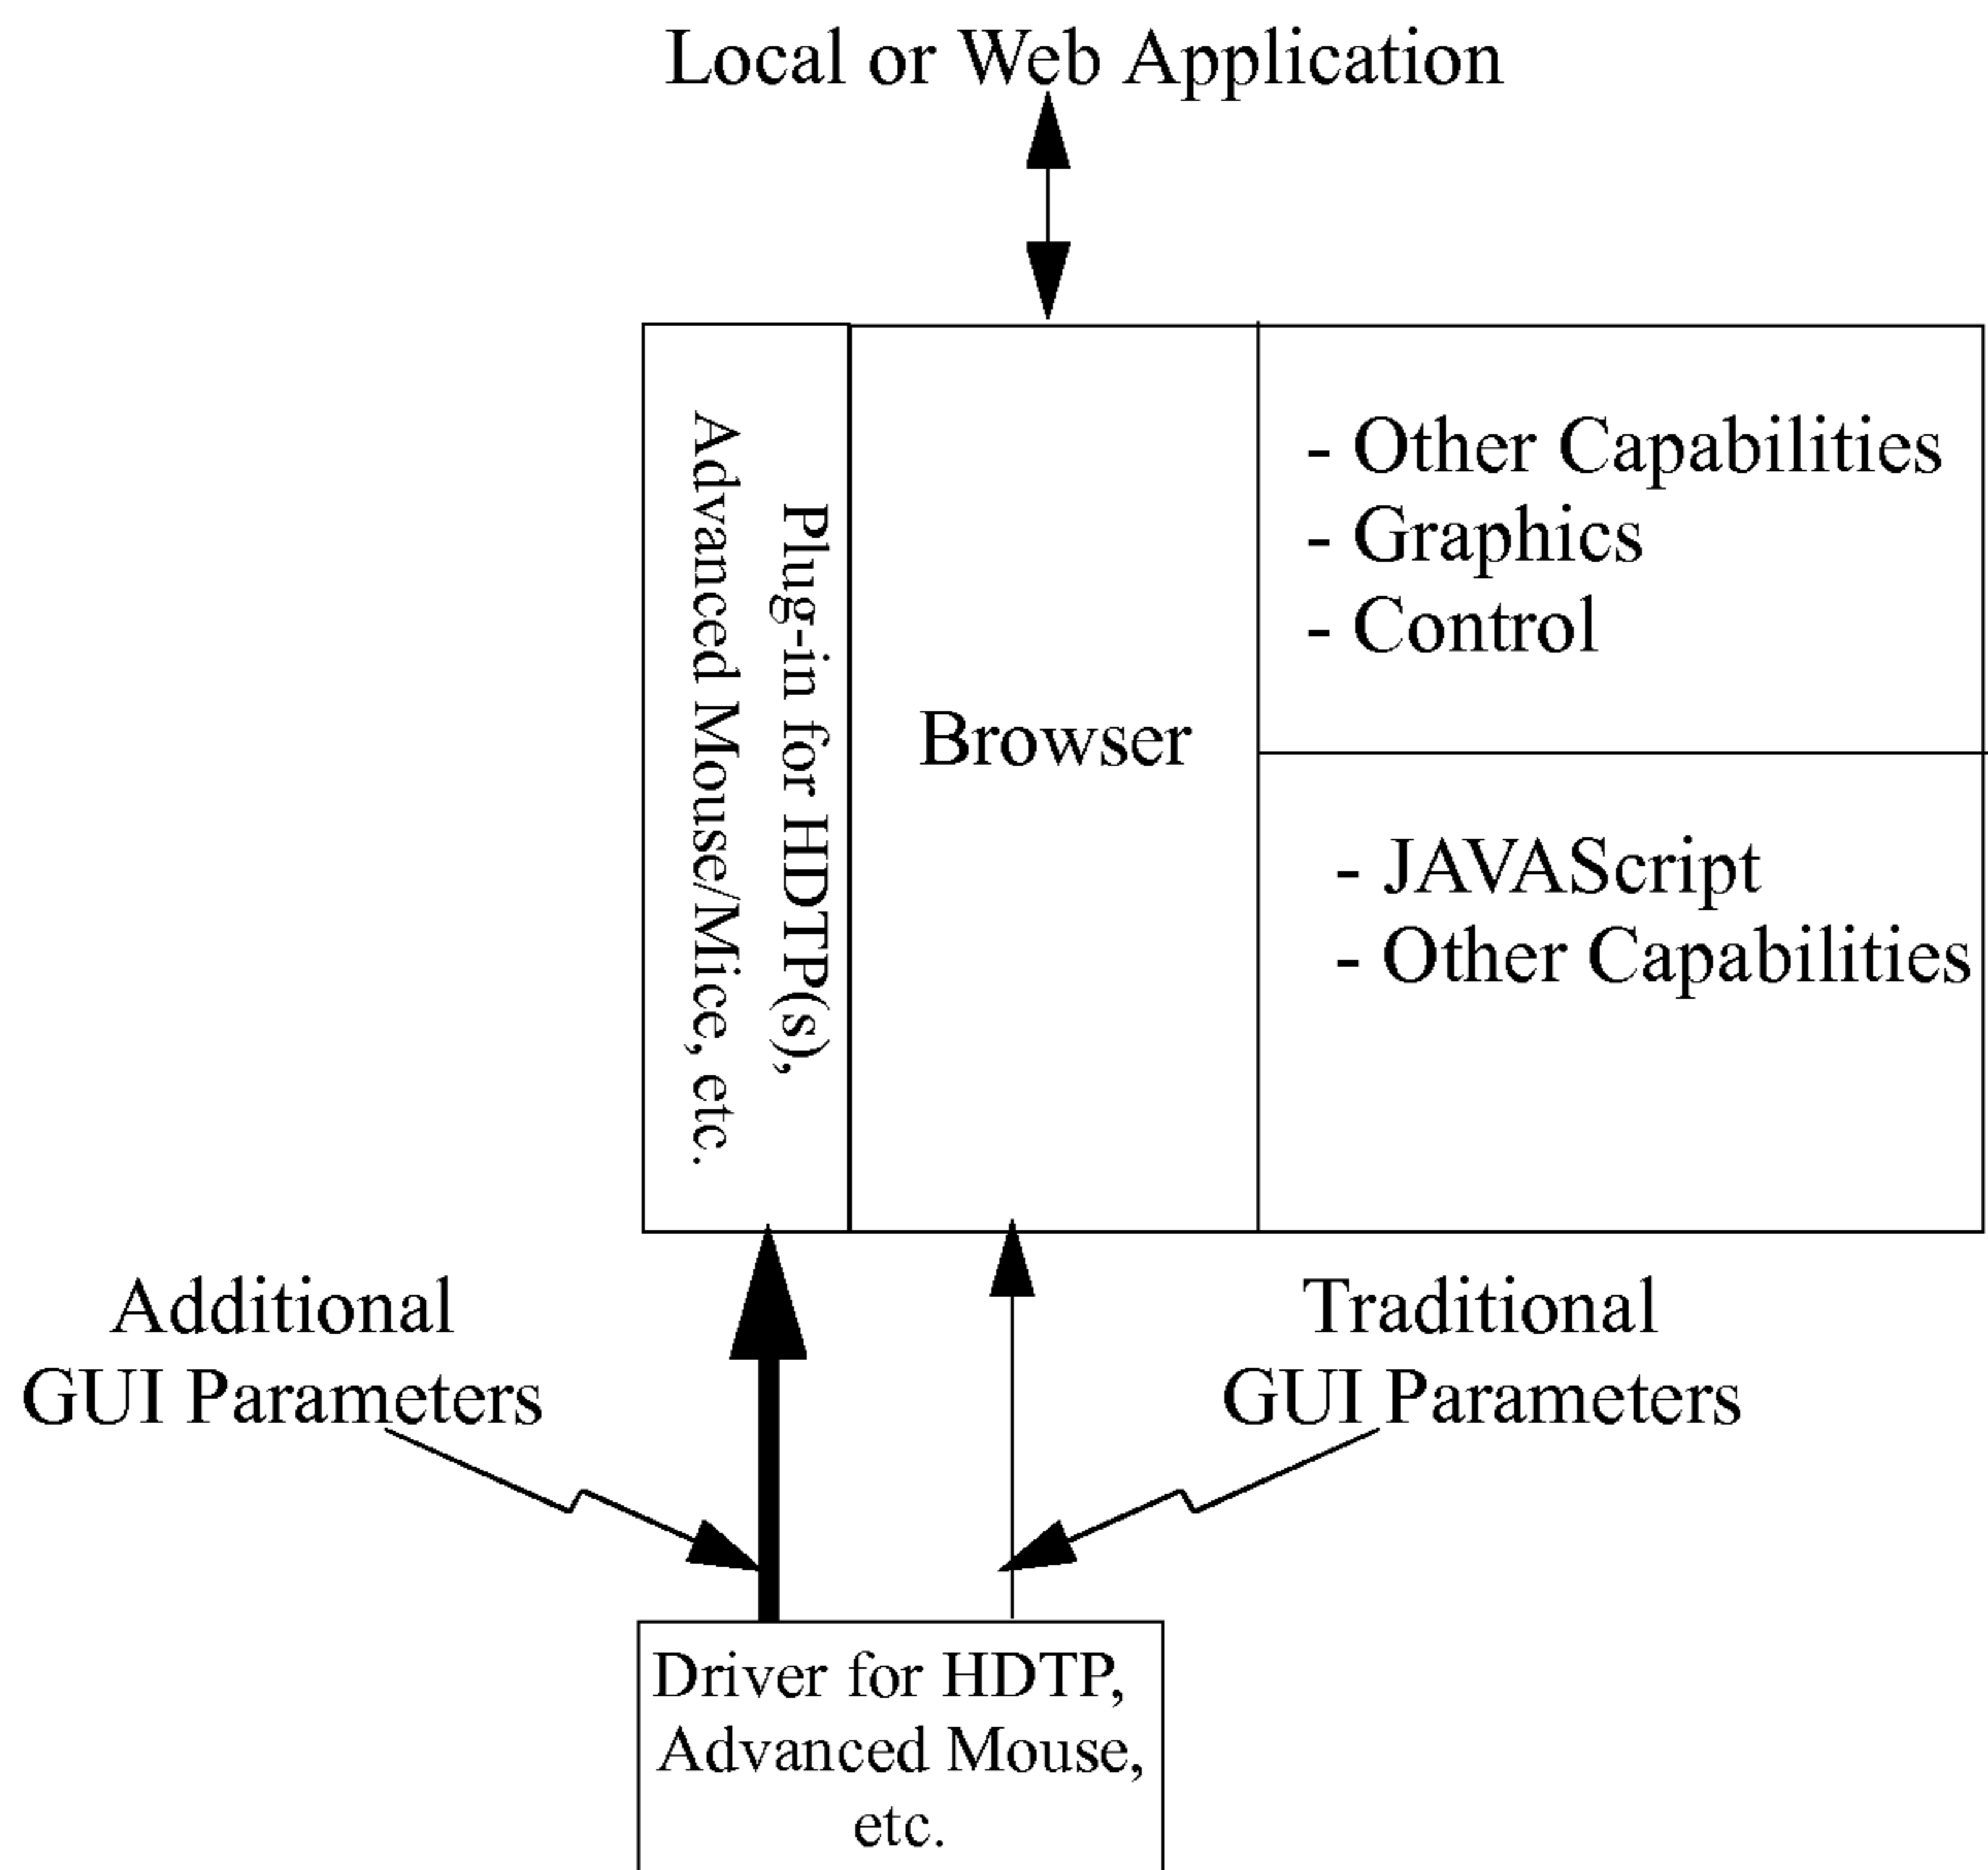 Local or Web Application
Plug-in for HDTP(s),
Advanced Mouse/Mice, etc.
Browser
- Other Capabilities
- Graphics
- Control
- JAVAScript
- Other Capabilities
Additional
GUI Parameters
Traditional
GUI Parameters
Driver for HDTP,
Advanced Mouse,
etc.